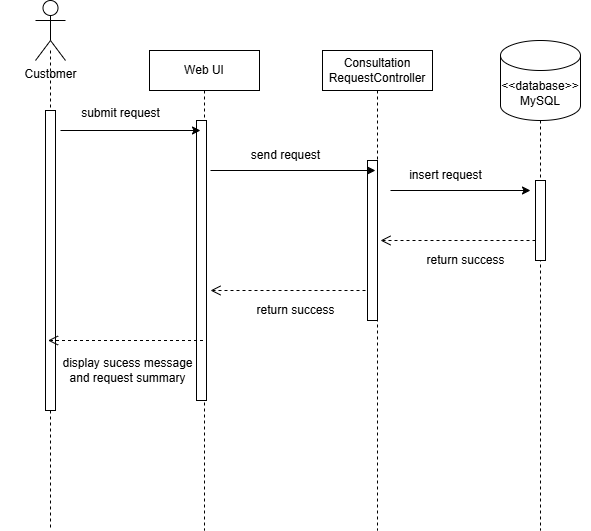 Customer
Web UI
Consultation
RequestController
<<database>>
MySQL
submit request
send request
insert request
return success
return success
display sucess message
and request summary